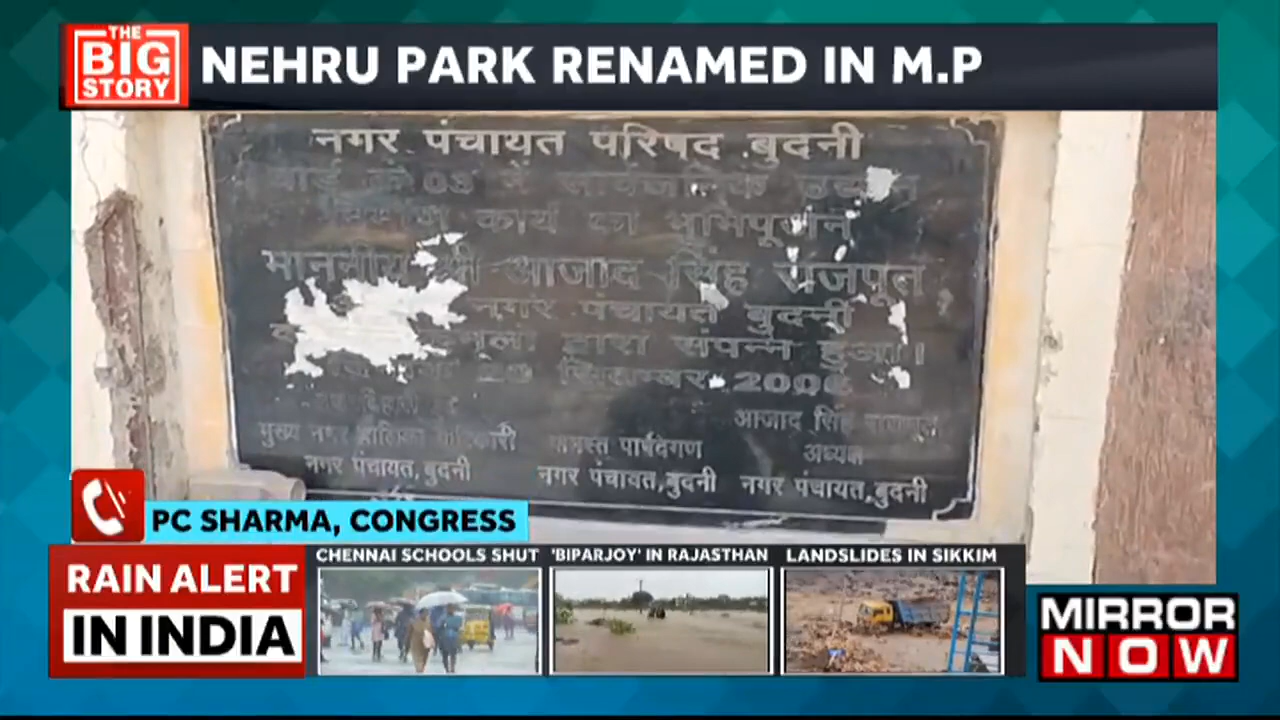 THE
BIG
STORY
NEHRU PARK RENAMED IN M.P
नगर पंचायत परिषद बुदनी
वार्ड 03 में सार्वजनिक
कार्य का भूमिपूजन
माननीय श्री आजाद सिंह राजपूत
नगर पंचायत बुदनी
द्वारा संपन्न हुआ।
आजाद सिंह राजपूत
मुख्य नगर
पार्षदगण
अध्यक्ष
नगर पंचायत, बुदनी
नगर पंचायत, बुदनी
नगर पंचायत, बुदनी
PC SHARMA, CONGRESS
CHENNAI SCHOOLS SHUT
'BIPARJOY' IN RAJASTHAN
LANDSLIDES IN SIKKIM
RAIN ALERT
IN INDIA
MIRROR
NOW